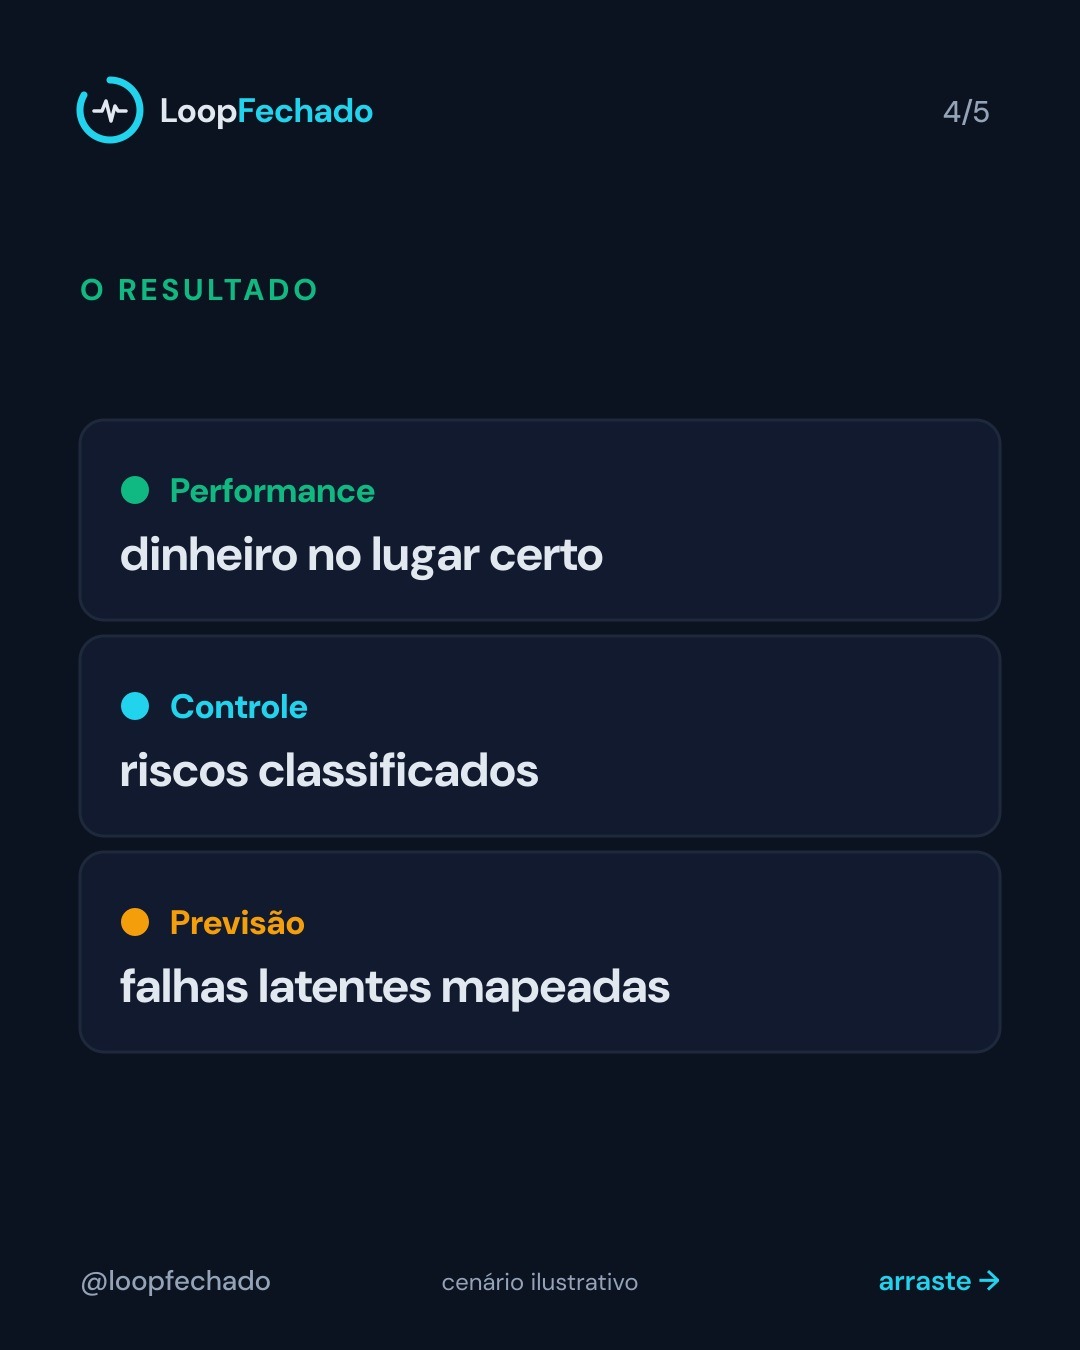 LoopFechado
4/5
O RESULTADO
Performance
dinheiro no lugar certo
Controle
riscos classificados
Previsão
falhas latentes mapeadas
@loopfechado
cenário ilustrativo
arraste →